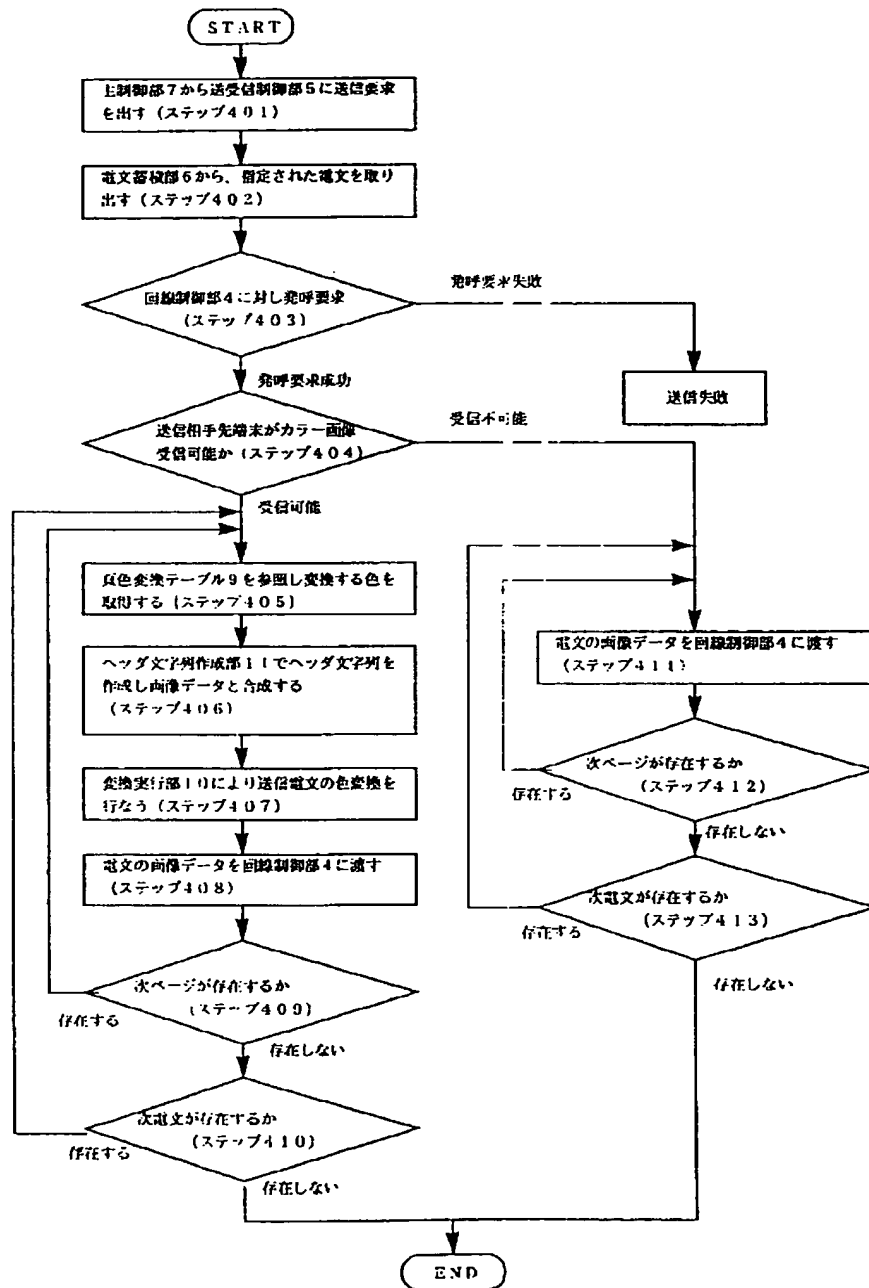 START
主制御部7から送受信制御部5に送信要求
を出す(ステップ401)
電文蓄積部6から、指定された電文を取り
出す(ステップ402)
回線制御部4に対し発呼要求
(ステップ403)
発呼要求失敗
送信失敗
発呼要求成功
送信相手先端末がカラー画像
受信可能か(ステップ404)
受信不可能
受信可能
頁色変換テーブル9を参照し変換する色を
取得する(ステップ405)
ヘッダ文字列作成部11でヘッダ文字列を
作成し画像データと合成する
(ステップ406)
変換実行部10により送信電文の色変換を
行なう(ステップ407)
電文の画像データを回線制御部4に渡す
(ステップ408)
次ページが存在するか
(ステップ409)
存在する
存在しない
次電文が存在するか
(ステップ410)
存在する
存在しない
電文の画像データを回線制御部4に渡す
(ステップ411)
次ページが存在するか
(ステップ412)
存在する
存在しない
次電文が存在するか
(ステップ413)
存在する
存在しない
END